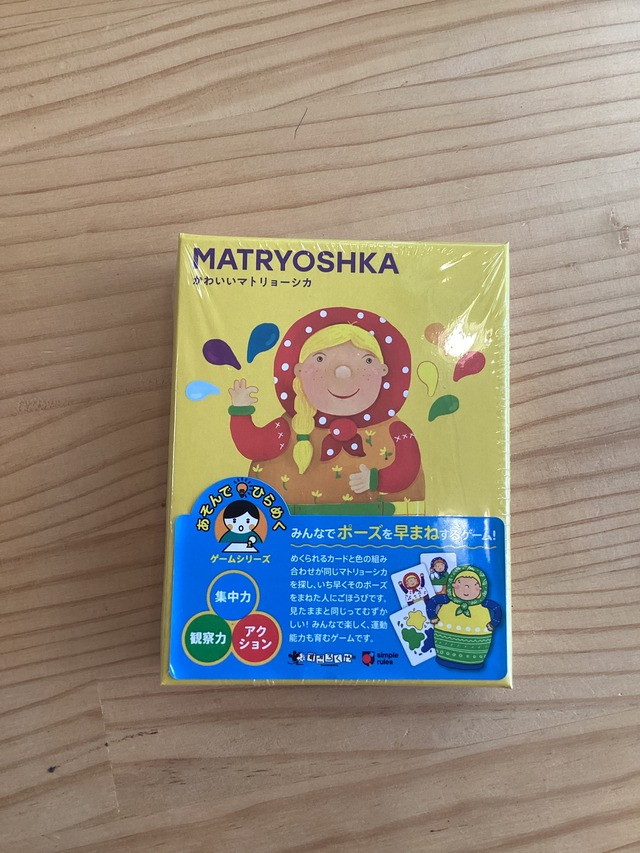 MATRYOSHKA
かわいいマトリョーシカ
あそんでひらめく
ゲームシリーズ
集中力
観察力
アク
ション
みんなでポーズを早まねするゲーム!
めくられるカードと色の組み
合わせが同じマトリョーシカ
を探し、いち早くそのポーズ
をまねた人にごほうびです。
見たままと同じってむずか
しい!みんなで楽しく、運動
能力も育むゲームです。
すごろくや
simple
rules